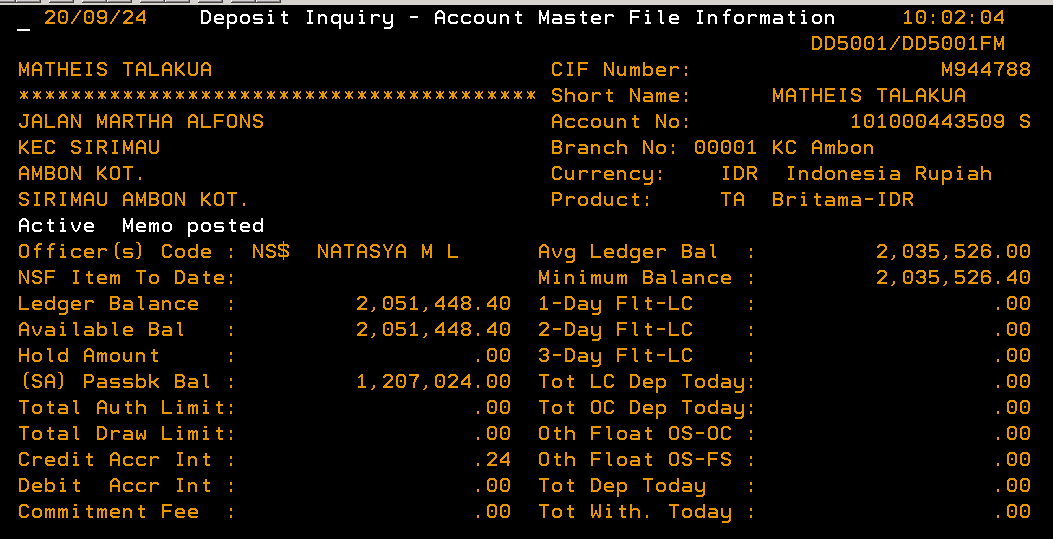 _ 20/09/24 Deposit Inquiry - Account Master File Information 10:02:04
DD5001/DD5001FM
MATHEIS TALAKUA CIF Number: M944788
**************************************** Short Name: MATHEIS TALAKUA
JALAN MARTHA ALFONS Account No: 101000443509 S
KEC SIRIMAU Branch No: 00001 KC Ambon
AMBON KOT. Currency: IDR Indonesia Rupiah
SIRIMAU AMBON KOT. Product: TA Britama-IDR
Active Memo posted
Officer(s) Code : NS$ NATASYA M L Avg Ledger Bal : 2,035,526.00
NSF Item To Date: Minimum Balance : 2,035,526.40
Ledger Balance : 2,051,448.40 1-Day Flt-LC : .00
Available Bal : 2,051,448.40 2-Day Flt-LC : .00
Hold Amount : .00 3-Day Flt-LC : .00
(SA) Passbk Bal : 1,207,024.00 Tot LC Dep Today: .00
Total Auth Limit: .00 Tot OC Dep Today: .00
Total Draw Limit: .00 Oth Float OS-OC : .00
Credit Accr Int : .24 Oth Float OS-FS : .00
Debit Accr Int : .00 Tot Dep Today : .00
Commitment Fee : .00 Tot With. Today : .00